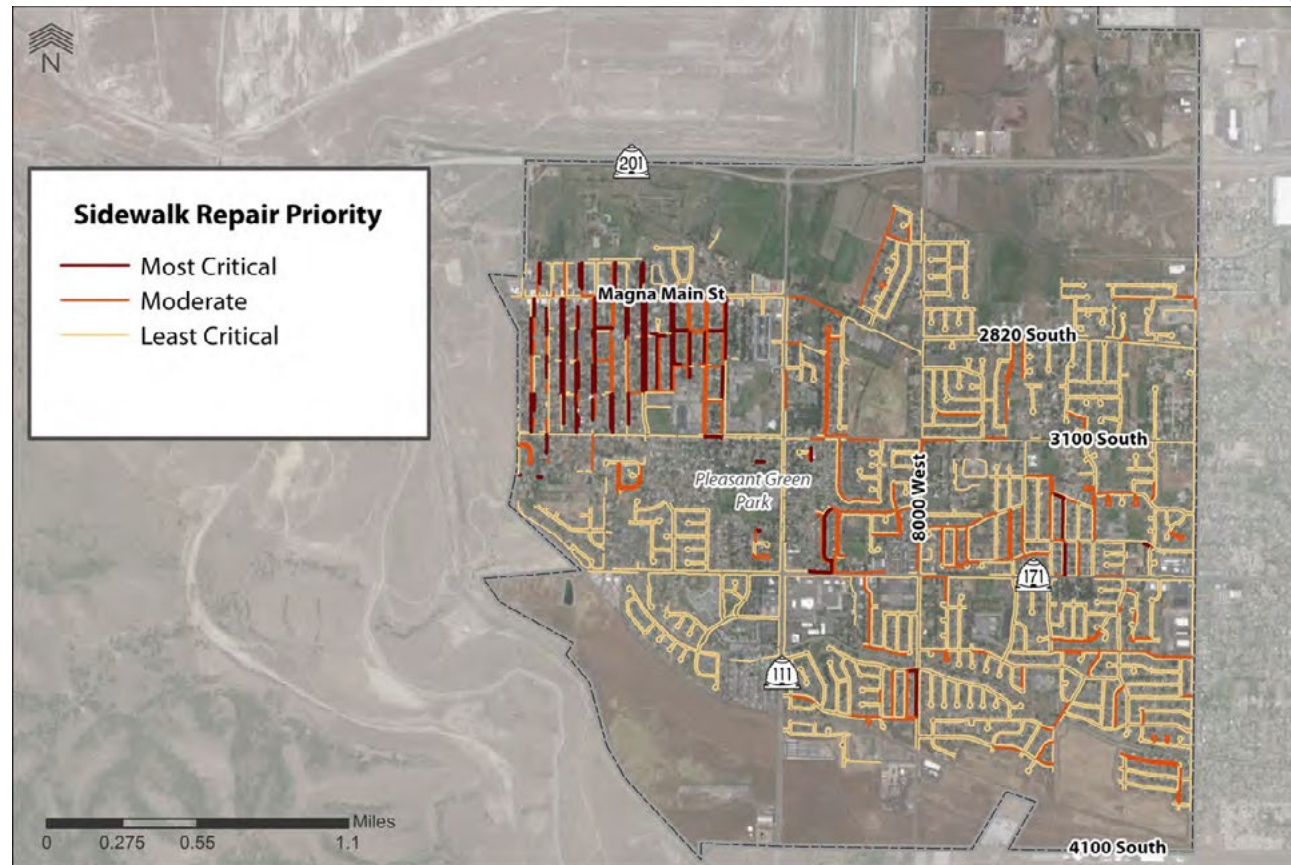 N
201
Sidewalk Repair Priority
Most Critical
Moderate
Least Critical
Magna Main St
2820 South
3100 South
Pleasant Green
Park
8000 West
171
111
Miles
0 0.275 0.55 1.1
4100 South